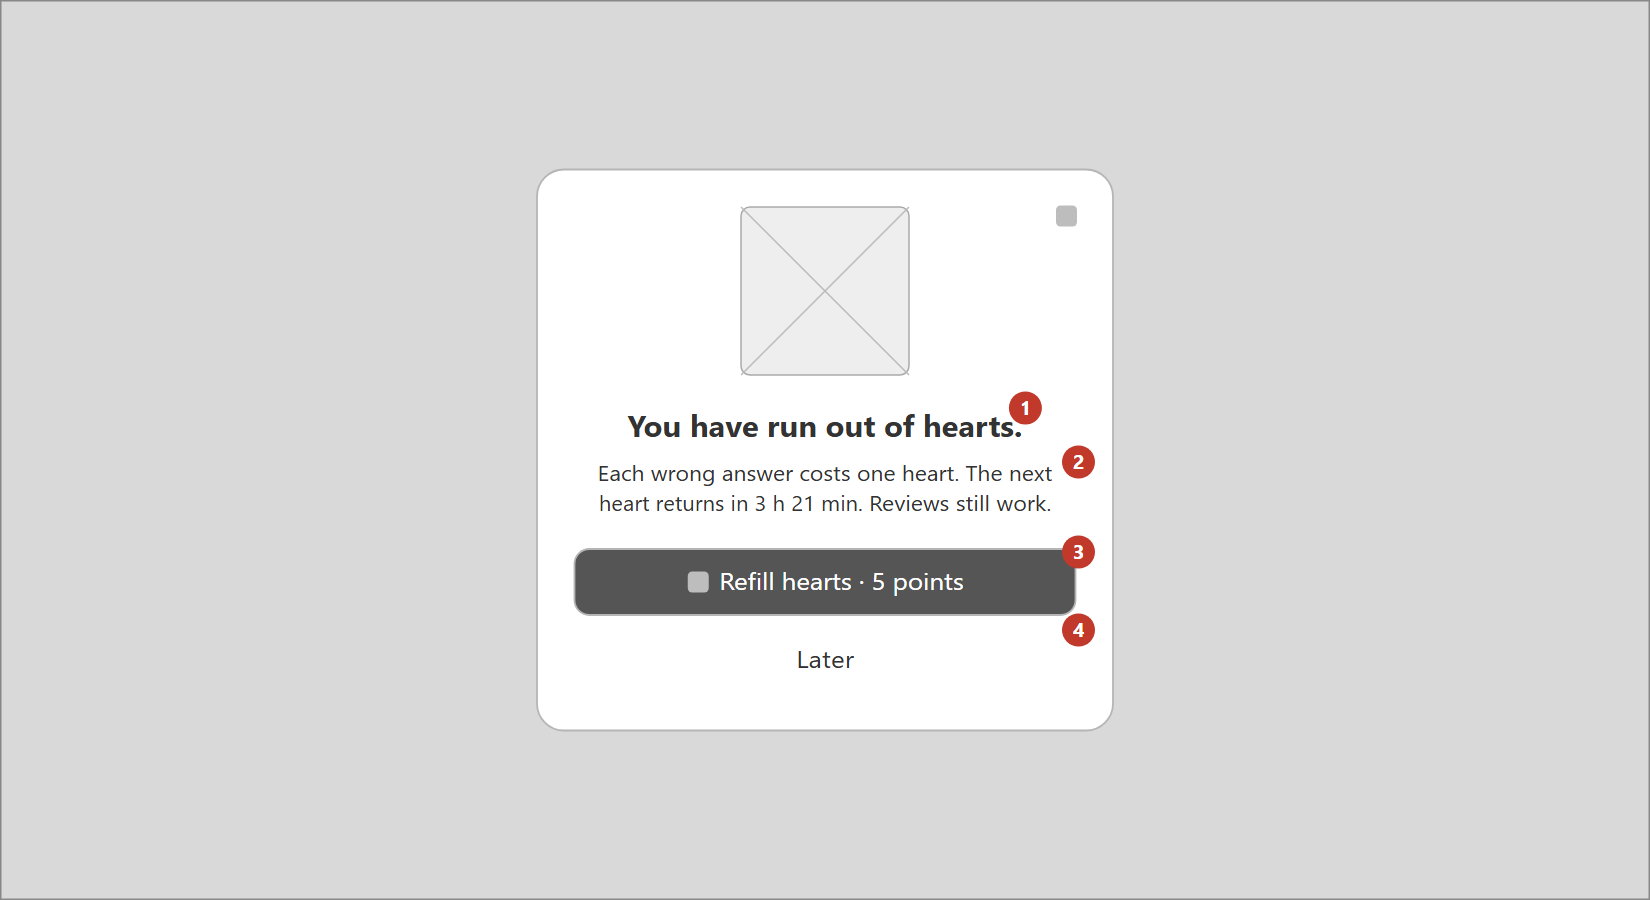 1
You have run out of hearts.
2
Each wrong answer costs one heart. The next
heart returns in 3 h 21 min. Reviews still work.
3
Refill hearts · 5 points
4
Later